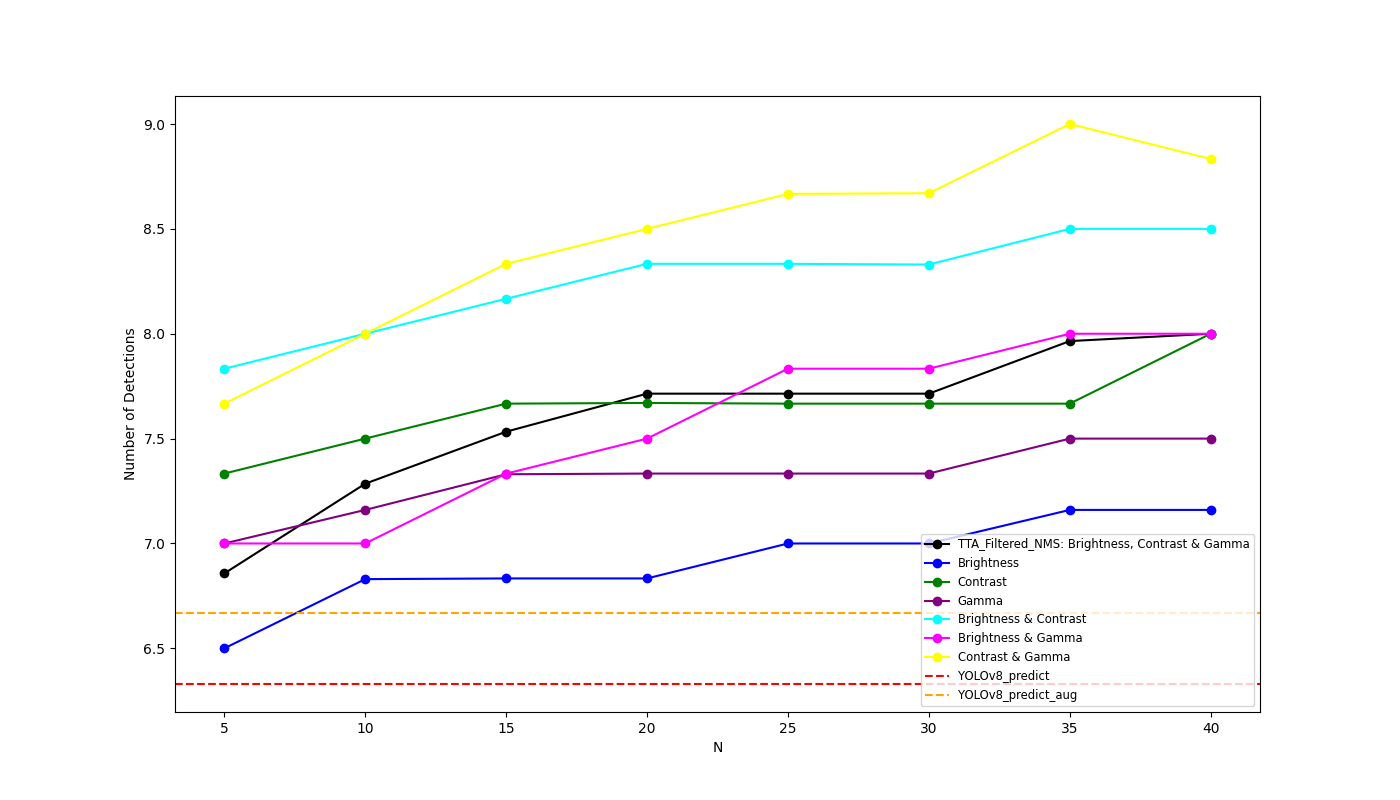 9.0
8.5
8.0
7.5
7.0
6.5
Number of Detections
5 10 15 20 25 30 35 40
N
TTA_Filtered_NMS: Brightness, Contrast & Gamma
Brightness
Contrast
Gamma
Brightness & Contrast
Brightness & Gamma
Contrast & Gamma
YOLOv8_predict
YOLOv8_predict_aug